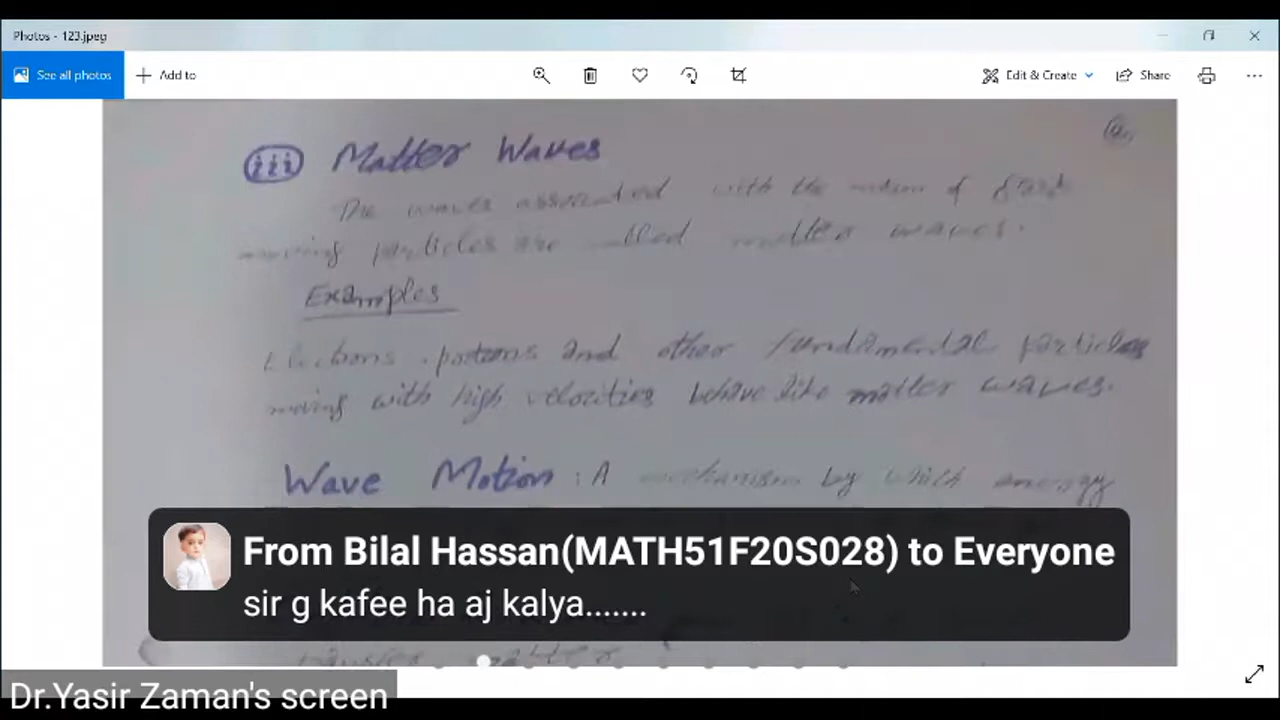 Photos - 123.jpeg
See all photos
Add to
Edit & Create
Share
iii Matter Waves
The waves associated with the motion of
moving particles are called matter waves.
Examples
Electrons, and other fundamental particles
moving with high velocities behave like matter waves.
Wave Motion : A mechanism by which energy
From Bilal Hassan(MATH51F20S028) to Everyone
sir g kafee ha aj kalya.......
transfer matter
Dr.Yasir Zaman's screen